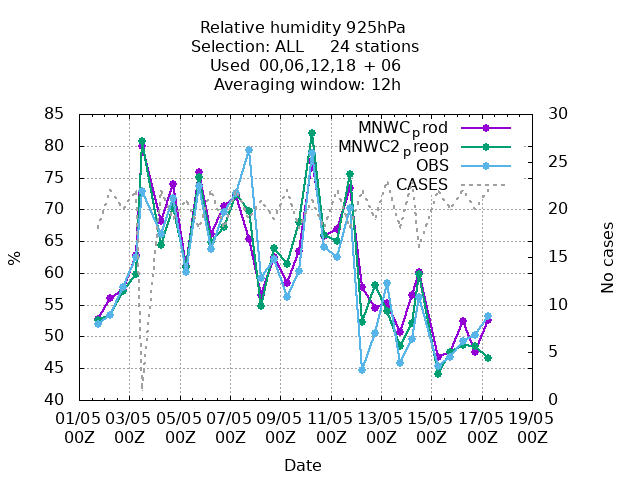 Relative humidity 925hPa
Selection: ALL     24 stations
Used  00,06,12,18 + 06
Averaging window: 12h
85
80
75
70
65
60
55
50
45
40
%
30
25
20
15
10
5
0
No cases
MNWC_prod
MNWC2_preop
OBS
CASES
01/05 03/05 05/05 07/05 09/05 11/05 13/05 15/05 17/05 19/05
00Z 00Z 00Z 00Z 00Z 00Z 00Z 00Z 00Z 00Z
Date